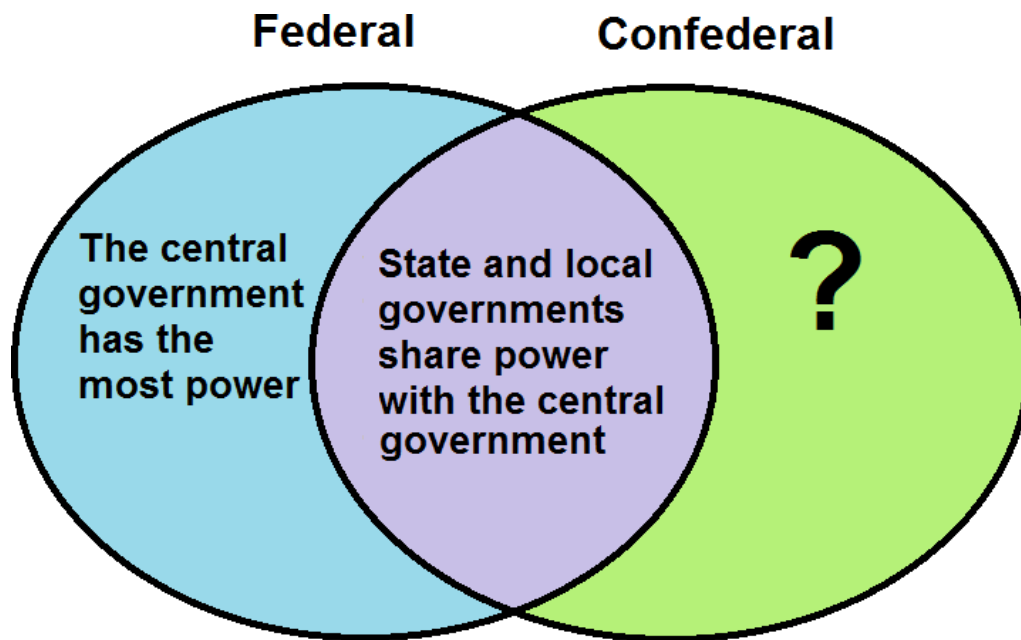 Federal
Confederal
The central
government
has the
most power
State and local
governments
share power
with the central
government
?